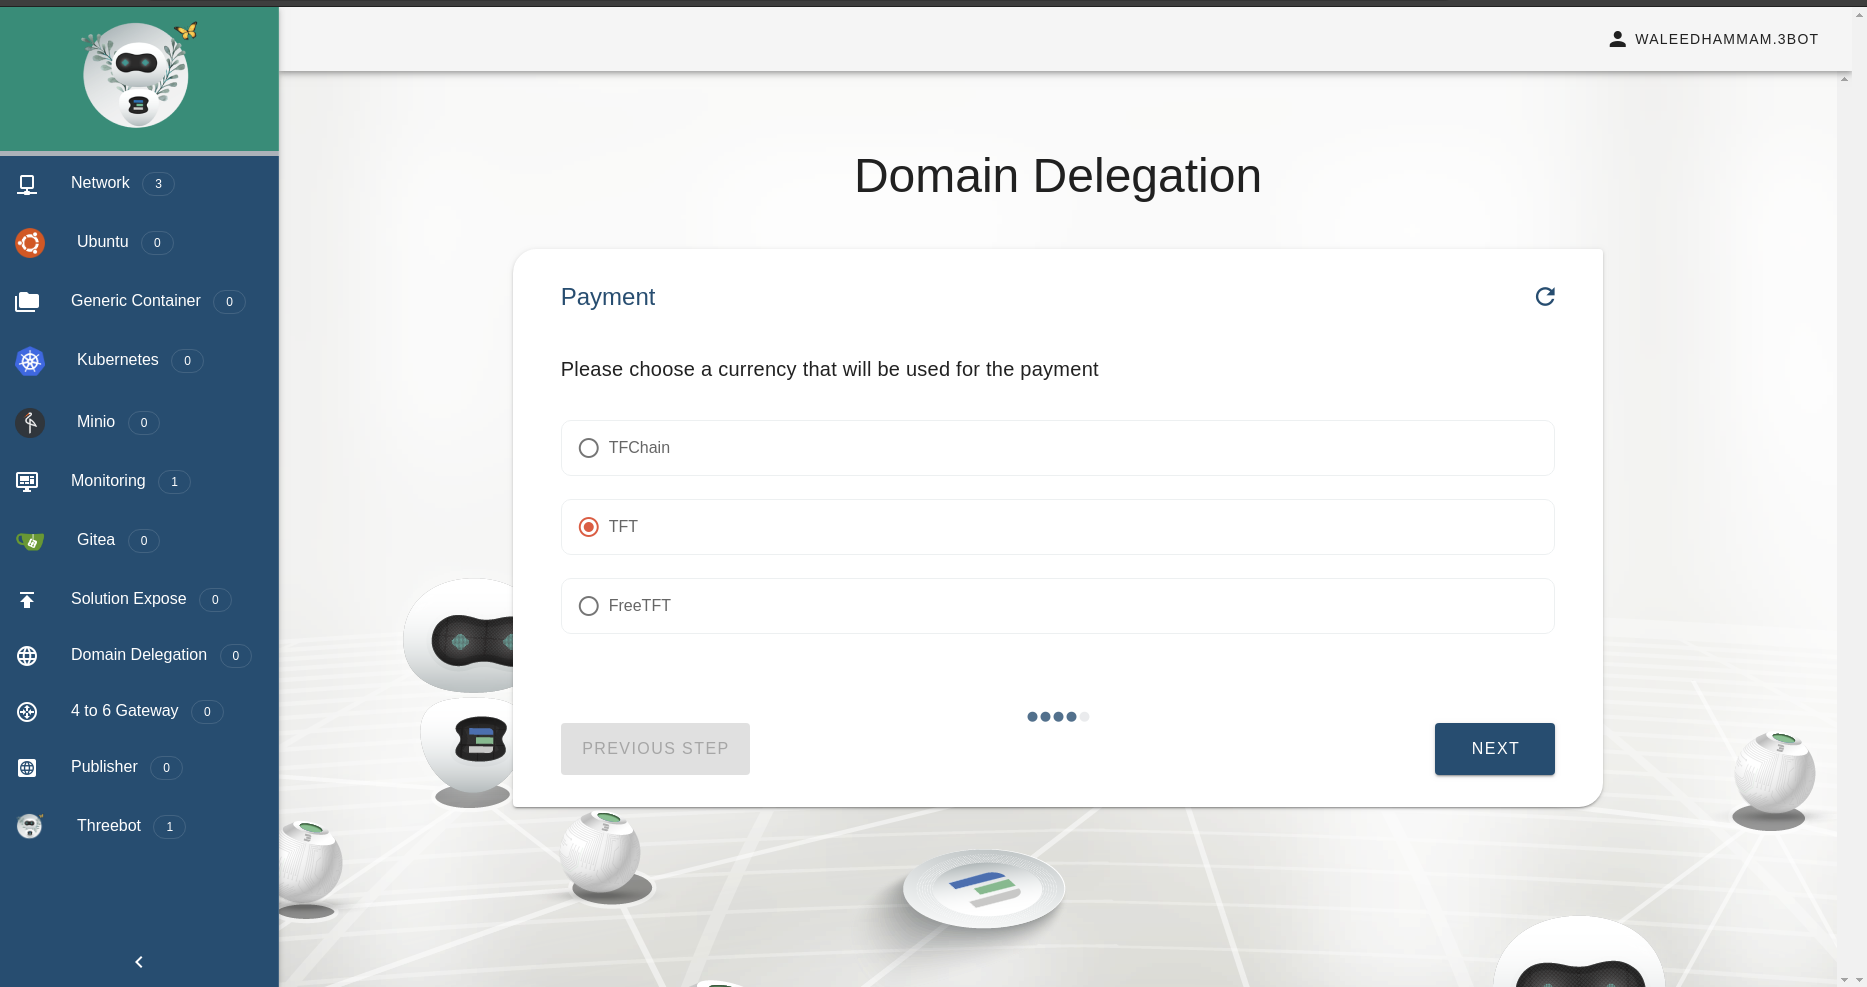 WALEEDHAMMAM.3BOT
Network 3
Ubuntu 0
Generic Container 0
Kubernetes 0
Minio 0
Monitoring 1
Gitea 0
Solution Expose 0
Domain Delegation 0
4 to 6 Gateway 0
Publisher 0
Threebot 1
Domain Delegation
Payment
Please choose a currency that will be used for the payment
TFChain
TFT
FreeTFT
PREVIOUS STEP
NEXT